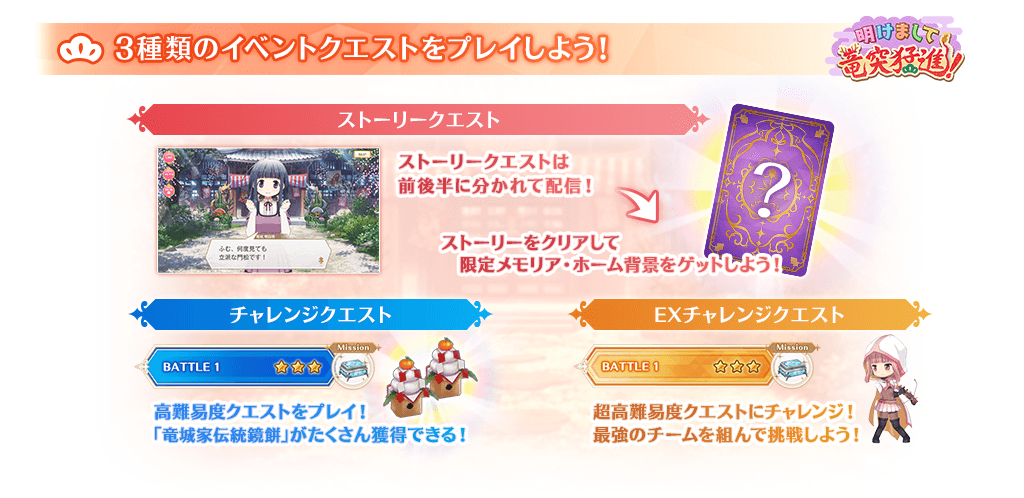 3種類のイベントクエストをプレイしよう！
明けまして
竜突猛進！
ストーリークエスト
ストーリークエストは
前後半に分かれて配信！
ふむ、何度見ても
立派な門松です！
?
ストーリーをクリアして
限定メモリア・ホーム背景をゲットしよう！
チャレンジクエスト
Mission
BATTLE 1
高難易度クエストをプレイ！
「竜城家伝統鏡餅」がたくさん獲得できる！
EXチャレンジクエスト
Mission
BATTLE 1
超高難易度クエストにチャレンジ！
最強のチームを組んで挑戦しよう！